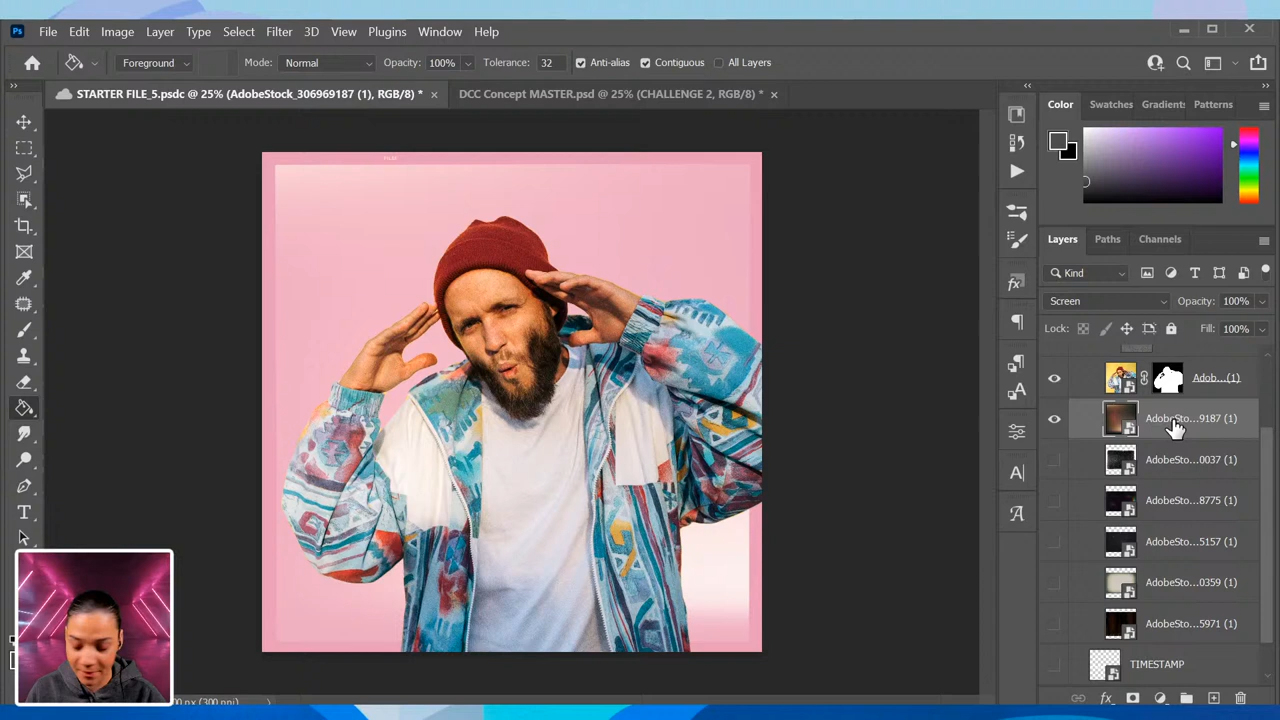 Ps File Edit Image Layer Type Select Filter 3D View Plugins Window Help
Foreground Mode: Normal Opacity: 100% Tolerance: 32 Anti-alias Contiguous All Layers
STARTER FILE_5.psdc @ 25% (AdobeStock_306969187 (1), RGB/8) * DCC Concept MASTER.psd @ 25% (CHALLENGE 2, RGB/8) *
Color Swatches Gradients Patterns
Layers Paths Channels
Kind
Screen Opacity: 100%
Lock: Fill: 100%
Adob...(1)
AdobeSto...9187 (1)
AdobeSto...0037 (1)
AdobeSto...8775 (1)
AdobeSto...5157 (1)
AdobeSto...0359 (1)
AdobeSto...5971 (1)
TIMESTAMP